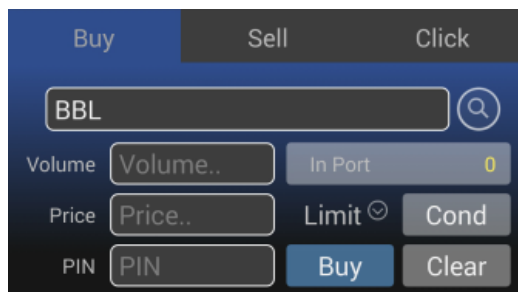 Buy Sell Click
BBL
Volume Volume.. In Port 0
Price Price.. Limit Cond
PIN PIN Buy Clear